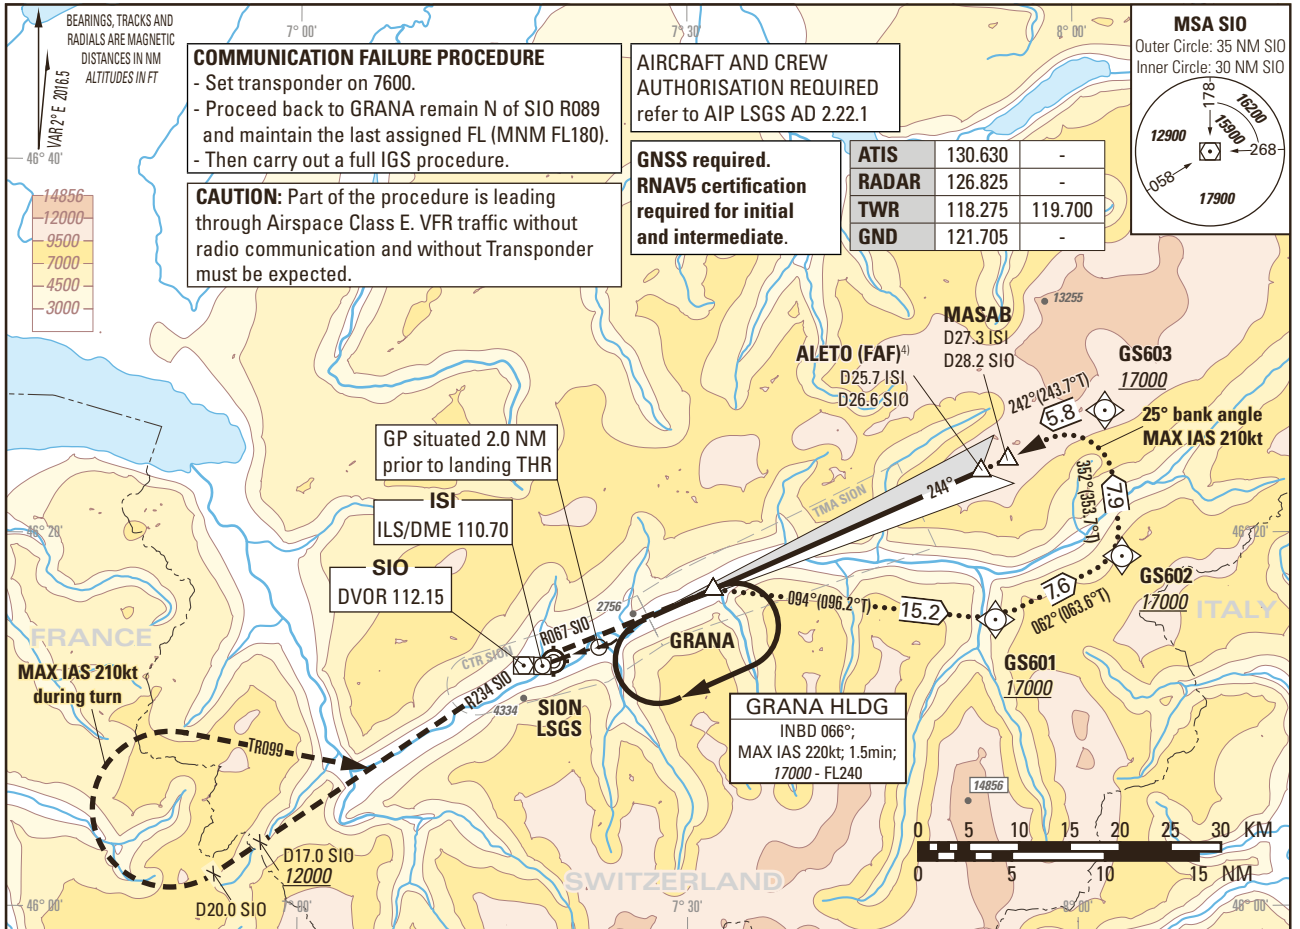 BEARINGS, TRACKS AND
RADIALS ARE MAGNETIC
DISTANCES IN NM
ALTITUDES IN FT
VAR 2° E 2016.5
7°00'
7°30'
8°00'
46° 40'
COMMUNICATION FAILURE PROCEDURE
- Set transponder on 7600.
- Proceed back to GRANA remain N of SIO R089
and maintain the last assigned FL (MNM FL180).
- Then carry out a full IGS procedure.
CAUTION: Part of the procedure is leading
through Airspace Class E. VFR traffic without
radio communication and without Transponder
must be expected.
AIRCRAFT AND CREW
AUTHORISATION REQUIRED
refer to AIP LSGS AD 2.22.1
GNSS required.
RNAV5 certification
required for initial
and intermediate.
ATIS 130.630 -
RADAR 126.825 -
TWR 118.275 119.700
GND 121.705 -
MSA SIO
Outer Circle: 35 NM SIO
Inner Circle: 30 NM SIO
178
16200
15900
12900
268
058
17900
14856
12000
9500
7000
4500
3000
13255
MASAB
D27.3 ISI
D28.2 SIO
ALETO (FAF)4)
D25.7 ISI
D26.6 SIO
GS603
17000
242°(243.7°T)
5.8
25° bank angle
MAX IAS 210kt
352°(353.7°T)
7.9
244°
TMA SION
GP situated 2.0 NM
prior to landing THR
ISI
ILS/DME 110.70
SIO
DVOR 112.15
46° 20'
46° 20'
GS602
17000
7.6
062° (063.6°T)
094°(096.2°T)
15.2
GS601
17000
ITALY
FRANCE
2756
R067 SIO
CTR SION
R234 SIO
4334
SION
LSGS
GRANA
MAX IAS 210kt
during turn
TR099
GRANA HLDG
INBD 066°;
MAX IAS 220kt; 1.5min;
17000 - FL240
14856
D17.0 SIO
12000
D20.0 SIO
SWITZERLAND
0 5 10 15 20 25 30 KM
0 5 10 15 NM
46° 00'
7°00'
7°30'
8°00'
46° 00'